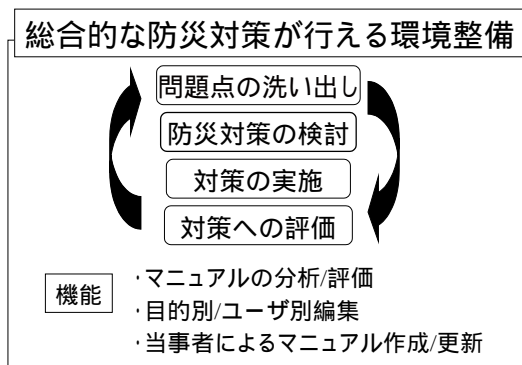 総合的な防災対策が行える環境整備
問題点の洗い出し
防災対策の検討
対策の実施
対策への評価
機能
・マニュアルの分析/評価
・目的別/ユーザ別編集
・当事者によるマニュアル作成/更新